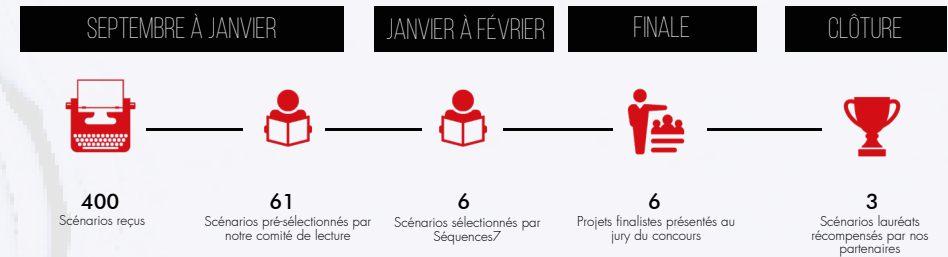 SEPTEMBRE À JANVIER
JANVIER À FÉVRIER
FINALE
CLÔTURE
400
Scénarios reçus
61
Scénarios pré-sélectionnés par
notre comité de lecture
6
Scénarios sélectionnés par
Séquences7
6
Projets finalistes présentés au
jury du concours
3
Scénarios lauréats
récompensés par nos
partenaires